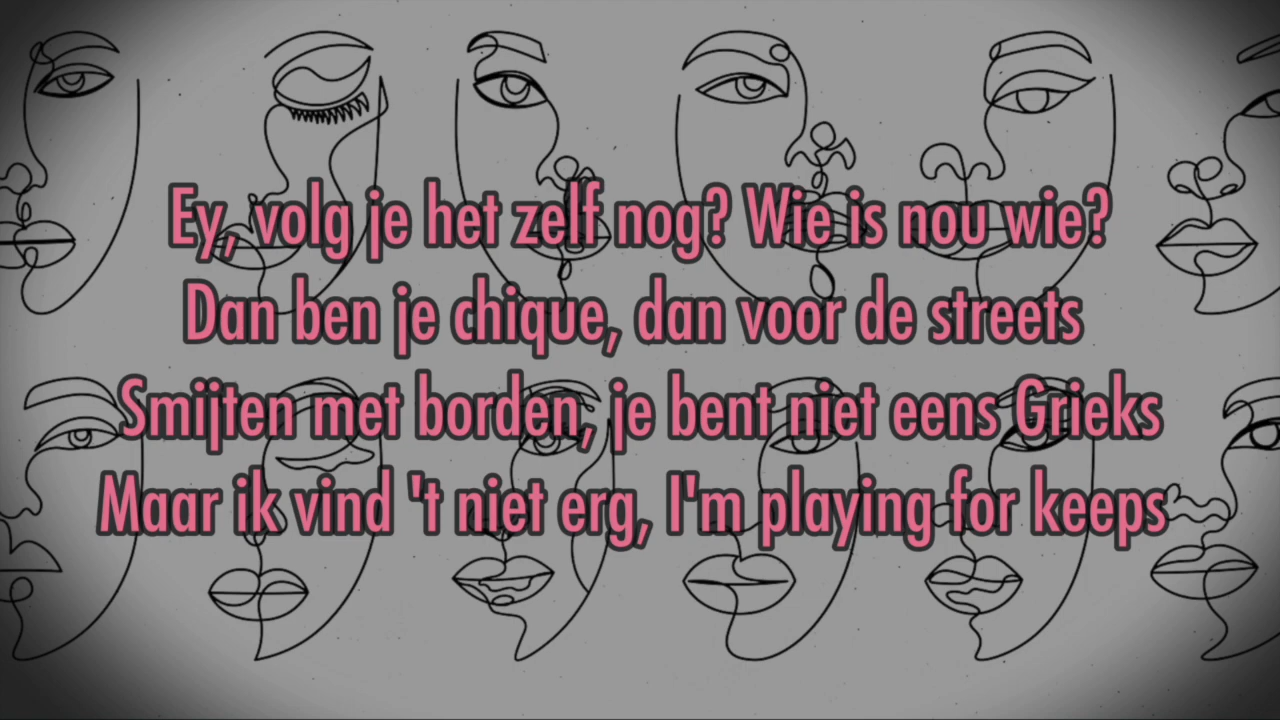 Ey, volg je het zelf nog? Wie is nou wie?
Dan ben je chique, dan voor de streets
Smijten met borden, je bent niet eens Grieks
Maar ik vind 't niet erg, I'm playing for keeps